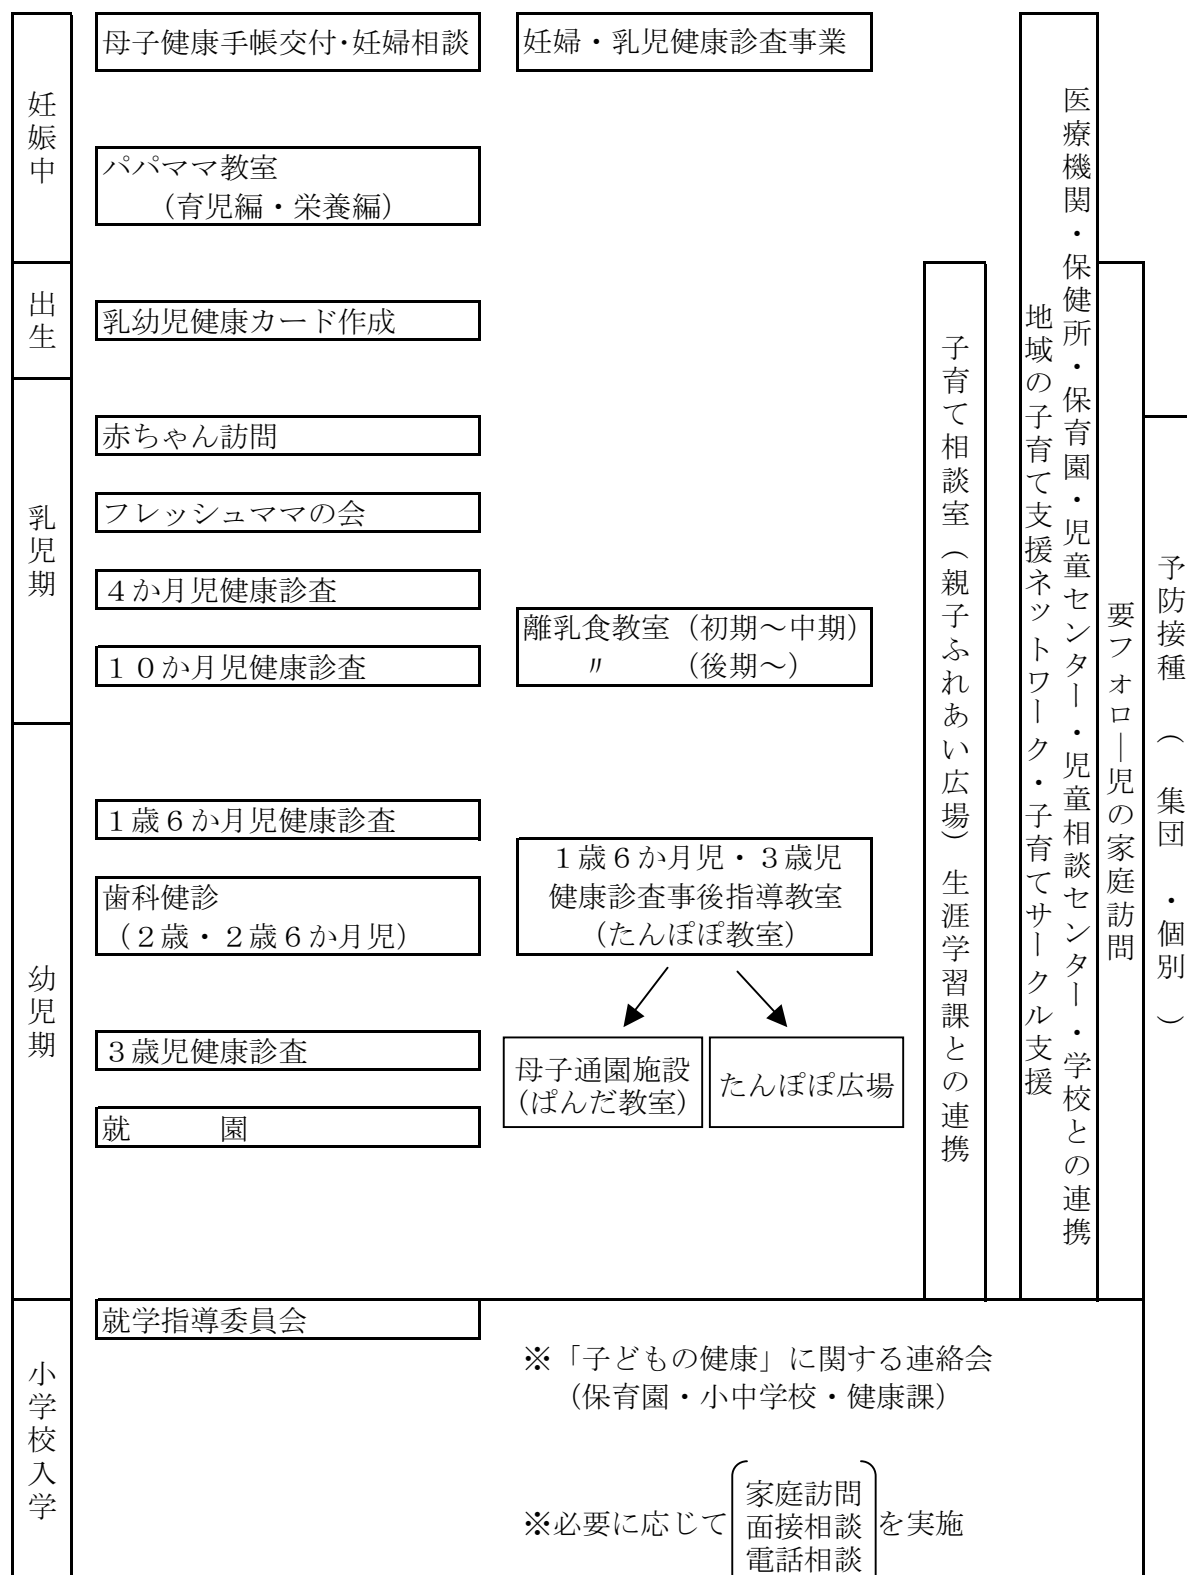 妊娠中
母子健康手帳交付・妊婦相談
妊婦・乳児健康診査事業
パパママ教室
（育児編・栄養編）
出生
乳幼児健康カード作成
乳児期
赤ちゃん訪問
フレッシュママの会
４か月児健康診査
１０か月児健康診査
離乳食教室（初期～中期）
〃　　（後期～）
幼児期
１歳６か月児健康診査
歯科健診
（２歳・２歳６か月児）
３歳児健康診査
就　　　園
１歳６か月児・３歳児
健康診査事後指導教室
（たんぽぽ教室）
母子通園施設
（ぱんだ教室）
たんぽぽ広場
小学校入学
就学指導委員会
※「子どもの健康」に関する連絡会
（保育園・小中学校・健康課）
※必要に応じて
家庭訪問
面接相談
電話相談
を実施
子育て相談室（親子ふれあい広場）生涯学習課との連携
医療機関・保健所・保育園・児童センター・児童相談センター・学校との連携
地域の子育て支援ネットワーク・子育てサークル支援
要フォロ―児の家庭訪問
予防接種　（　集団　・個別　）